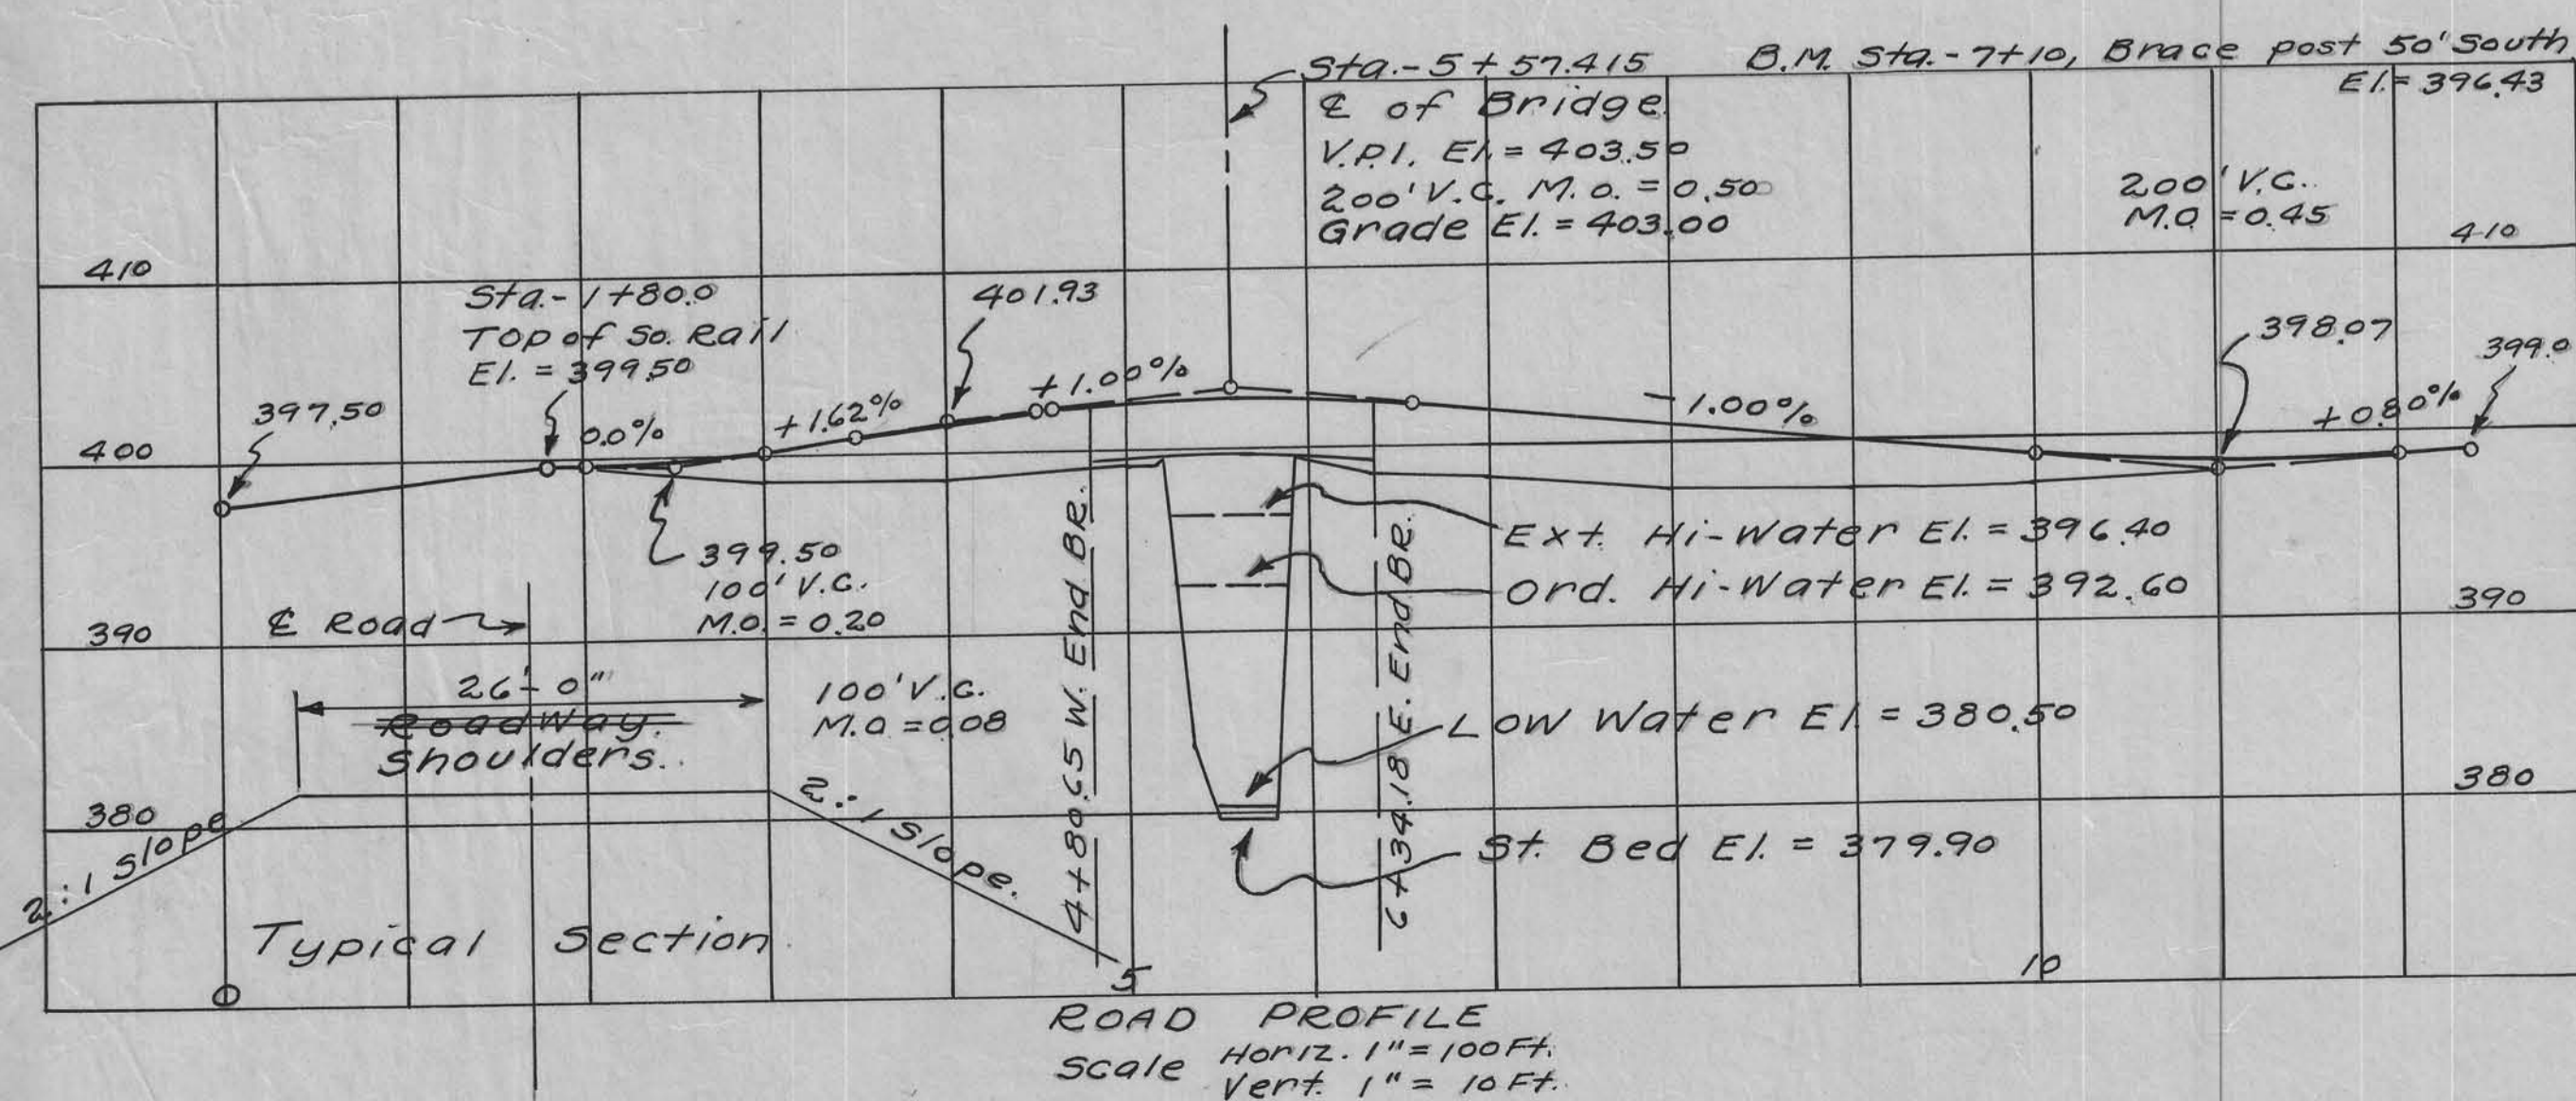 Sta.- 5 + 57.415
℄ of Bridge
V.P.I. El. = 403.50
200' V.C. M.O. = 0.50
Grade El. = 403.00
B.M. Sta.- 7+10, Brace post 50' South
El. = 396.43
200' V.C.
M.O = 0.45
410
410
Sta.- 1+80.0
Top of So. Rail
El. = 399.50
401.93
397.50
0.0%
+1.62%
+1.00%
-1.00%
398.07
+0.80%
399.0
400
399.50
100' V.C.
M.O. = 0.20
Ext. Hi-Water El. = 396.40
Ord. Hi-Water El. = 392.60
390
390
℄ Road
26'-0"
Roadway.
Shoulders.
100' V.C.
M.O = 0.08
4+80.65 W. End BR.
6+34.18 E. End BR.
Low Water El. = 380.50
380
380
2:1 Slope
2:1 Slope.
St. Bed El. = 379.90
Typical Section
0
5
10
ROAD PROFILE
Scale Horiz. 1" = 100 Ft.
Vert. 1" = 10 Ft.